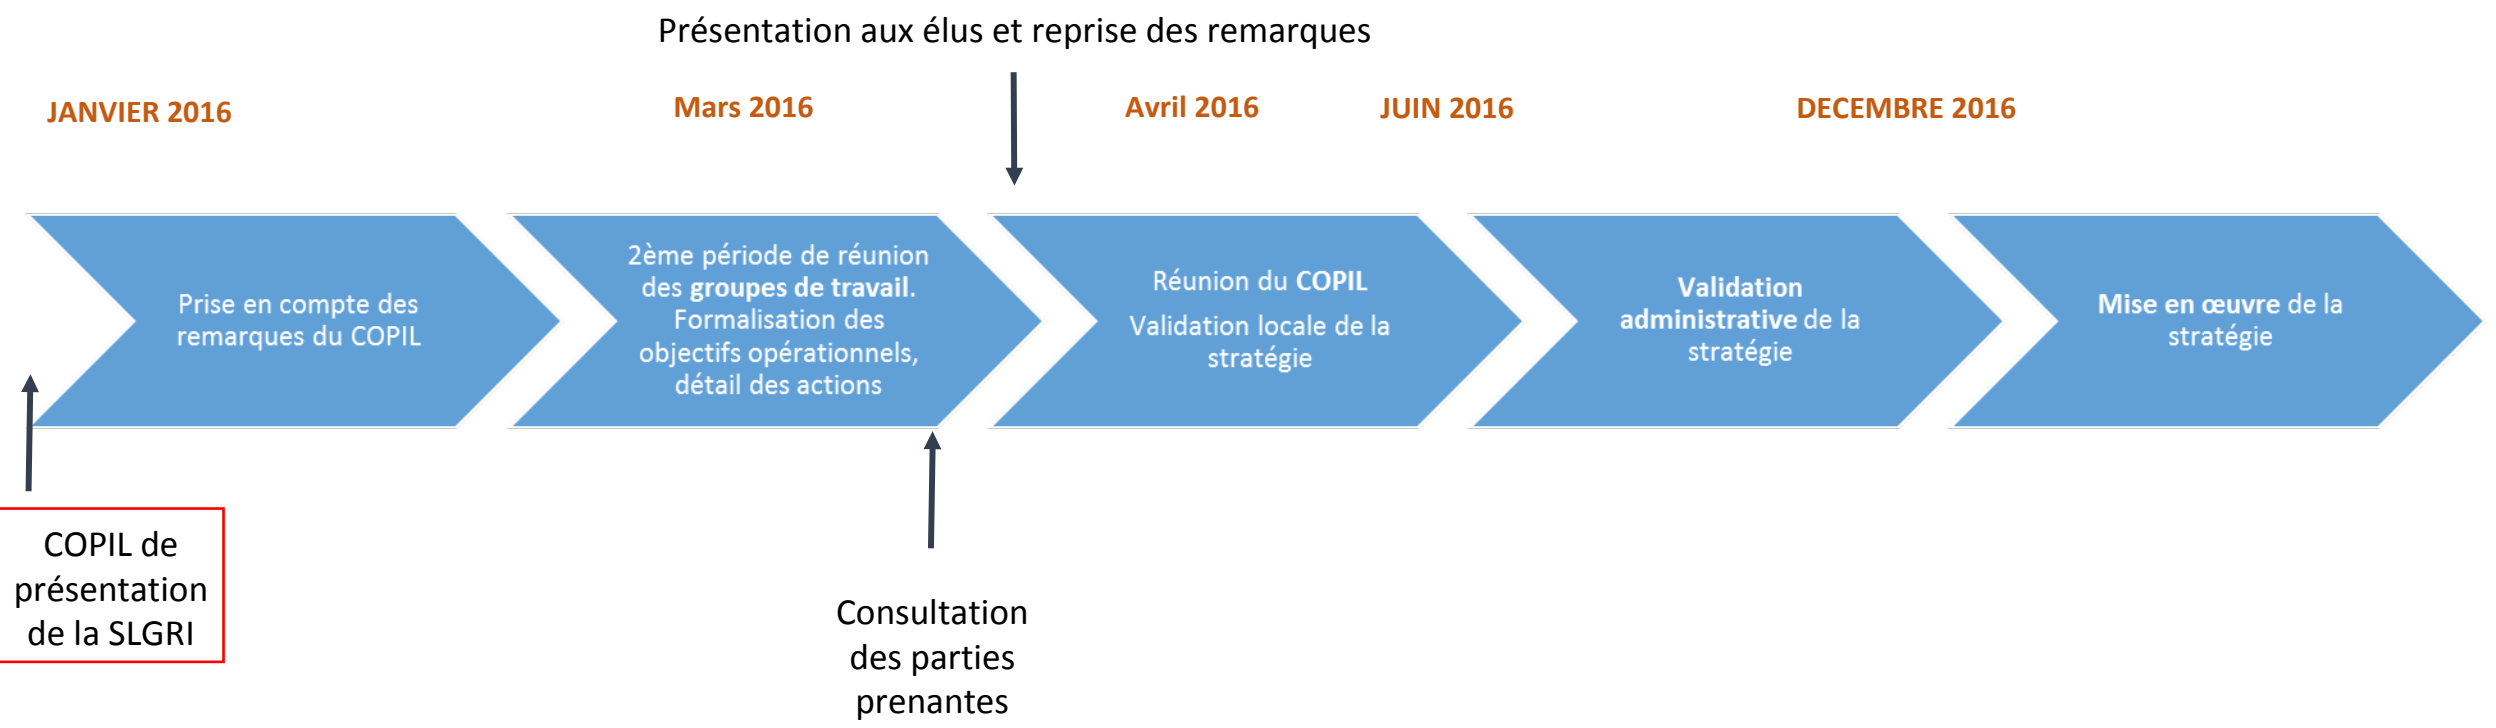 Présentation aux élus et reprise des remarques
JANVIER 2016
Mars 2016
Avril 2016
JUIN 2016
DECEMBRE 2016
Prise en compte des
remarques du COPIL
2ème période de réunion
des groupes de travail.
Formalisation des
objectifs opérationnels,
détail des actions
Réunion du COPIL
Validation locale de la
stratégie
Validation
administrative de la
stratégie
Mise en œuvre de la
stratégie
COPIL de
présentation
de la SLGRI
Consultation
des parties
prenantes